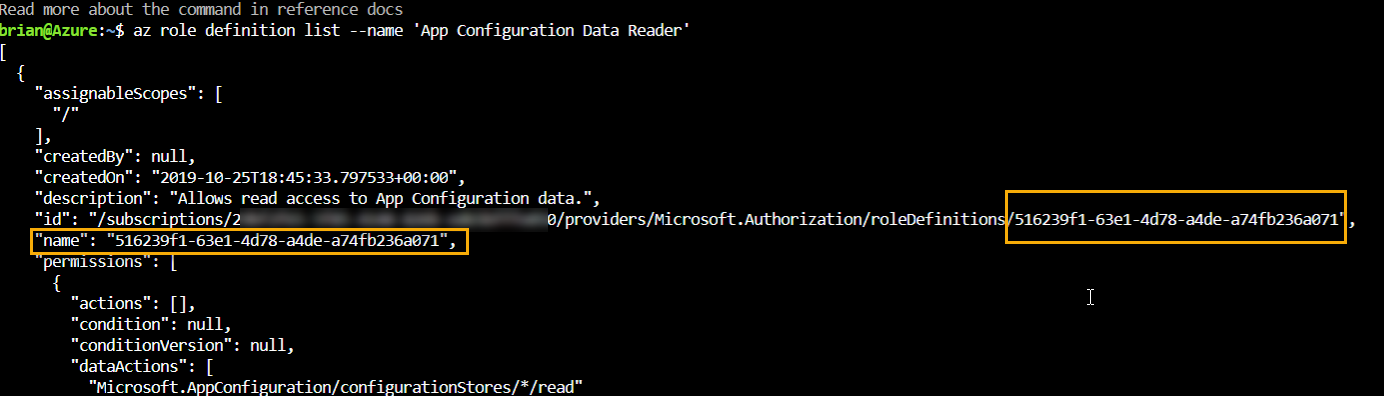 Read more about the command in reference docs
brian@Azure:~$ az role definition list --name 'App Configuration Data Reader'
[
  {
    "assignableScopes": [
      "/"
    ],
    "createdBy": null,
    "createdOn": "2019-10-25T18:45:33.797533+00:00",
    "description": "Allows read access to App Configuration data.",
    "id": "/subscriptions/2 0/providers/Microsoft.Authorization/roleDefinitions/516239f1-63e1-4d78-a4de-a74fb236a071",
    "name": "516239f1-63e1-4d78-a4de-a74fb236a071",
    "permissions": [
      {
        "actions": [],
        "condition": null,
        "conditionVersion": null,
        "dataActions": [
          "Microsoft.AppConfiguration/configurationStores/*/read"